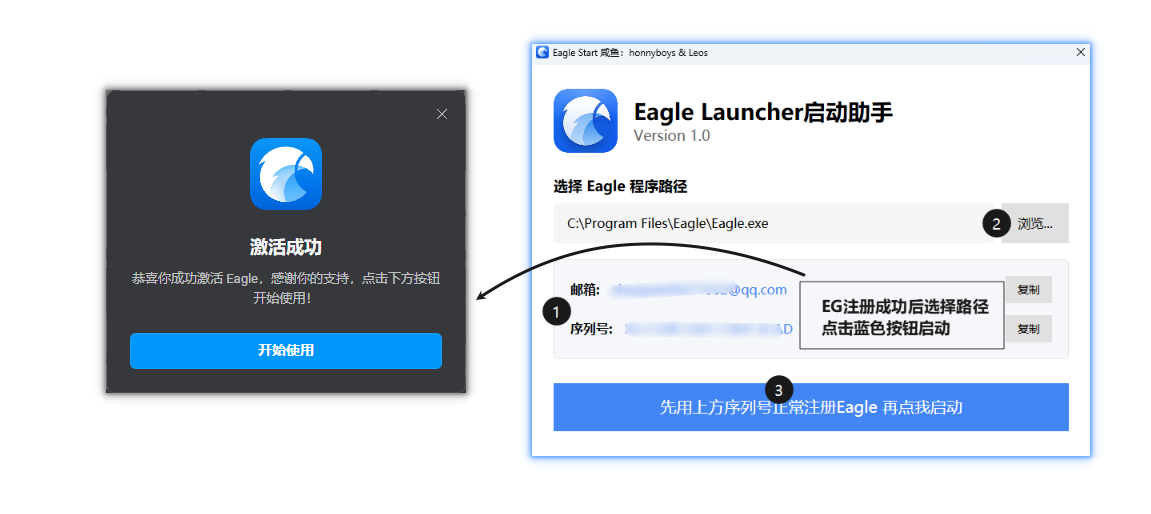 激活成功
恭喜你成功激活 Eagle，感谢你的支持，点击下方按钮
开始使用！
开始使用
Eagle Start 咸鱼：honnyboys & Leos
Eagle Launcher启动助手
Version 1.0
选择 Eagle 程序路径
C:\Program Files\Eagle\Eagle.exe
2
浏览...
1
邮箱:
@qq.com
复制
序列号:
复制
EG注册成功后选择路径
点击蓝色按钮启动
3
先用上方序列号正常注册Eagle 再点我启动